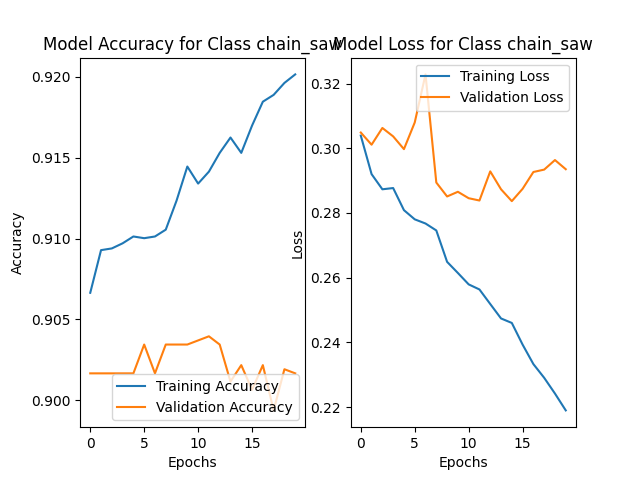 Model Accuracy for Class chain_saw
Model Loss for Class chain_saw
0.920
0.915
0.910
0.905
0.900
Accuracy
0
5
10
15
Epochs
Training Accuracy
Validation Accuracy
0.32
0.30
0.28
0.26
0.24
0.22
Loss
0
5
10
15
Epochs
Training Loss
Validation Loss